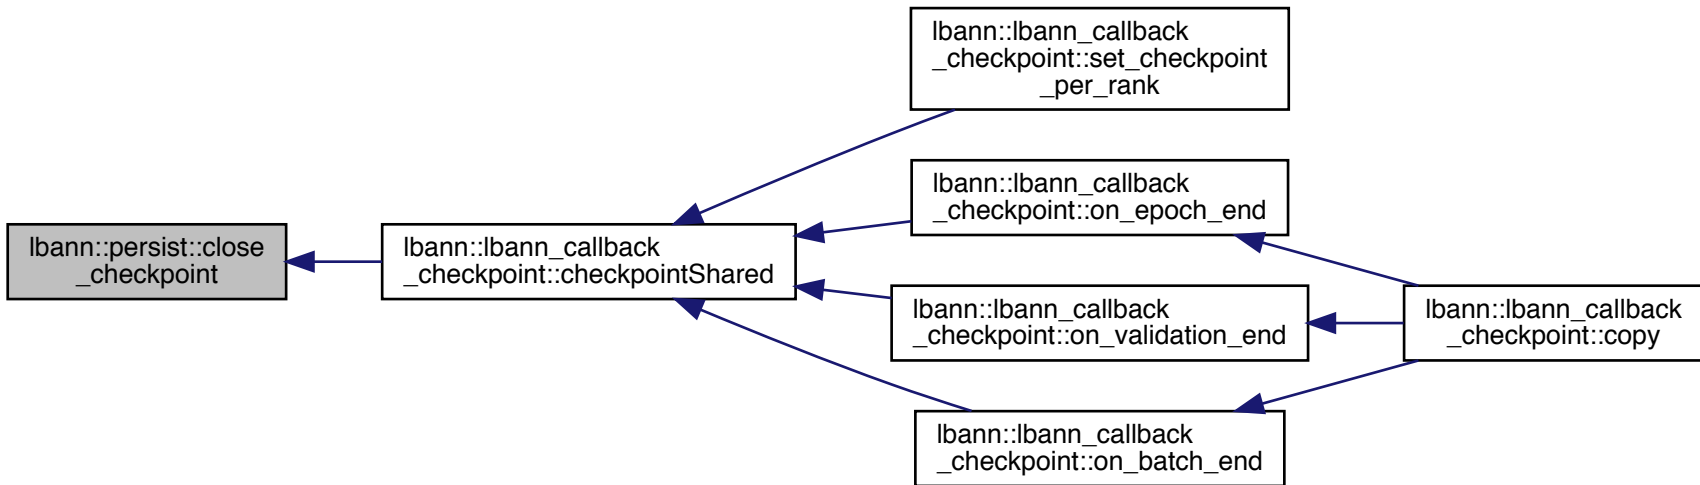 lbann::lbann_callback
_checkpoint::set_checkpoint
_per_rank
lbann::lbann_callback
_checkpoint::on_epoch_end
lbann::persist::close
_checkpoint
lbann::lbann_callback
_checkpoint::checkpointShared
lbann::lbann_callback
_checkpoint::on_validation_end
lbann::lbann_callback
_checkpoint::copy
lbann::lbann_callback
_checkpoint::on_batch_end